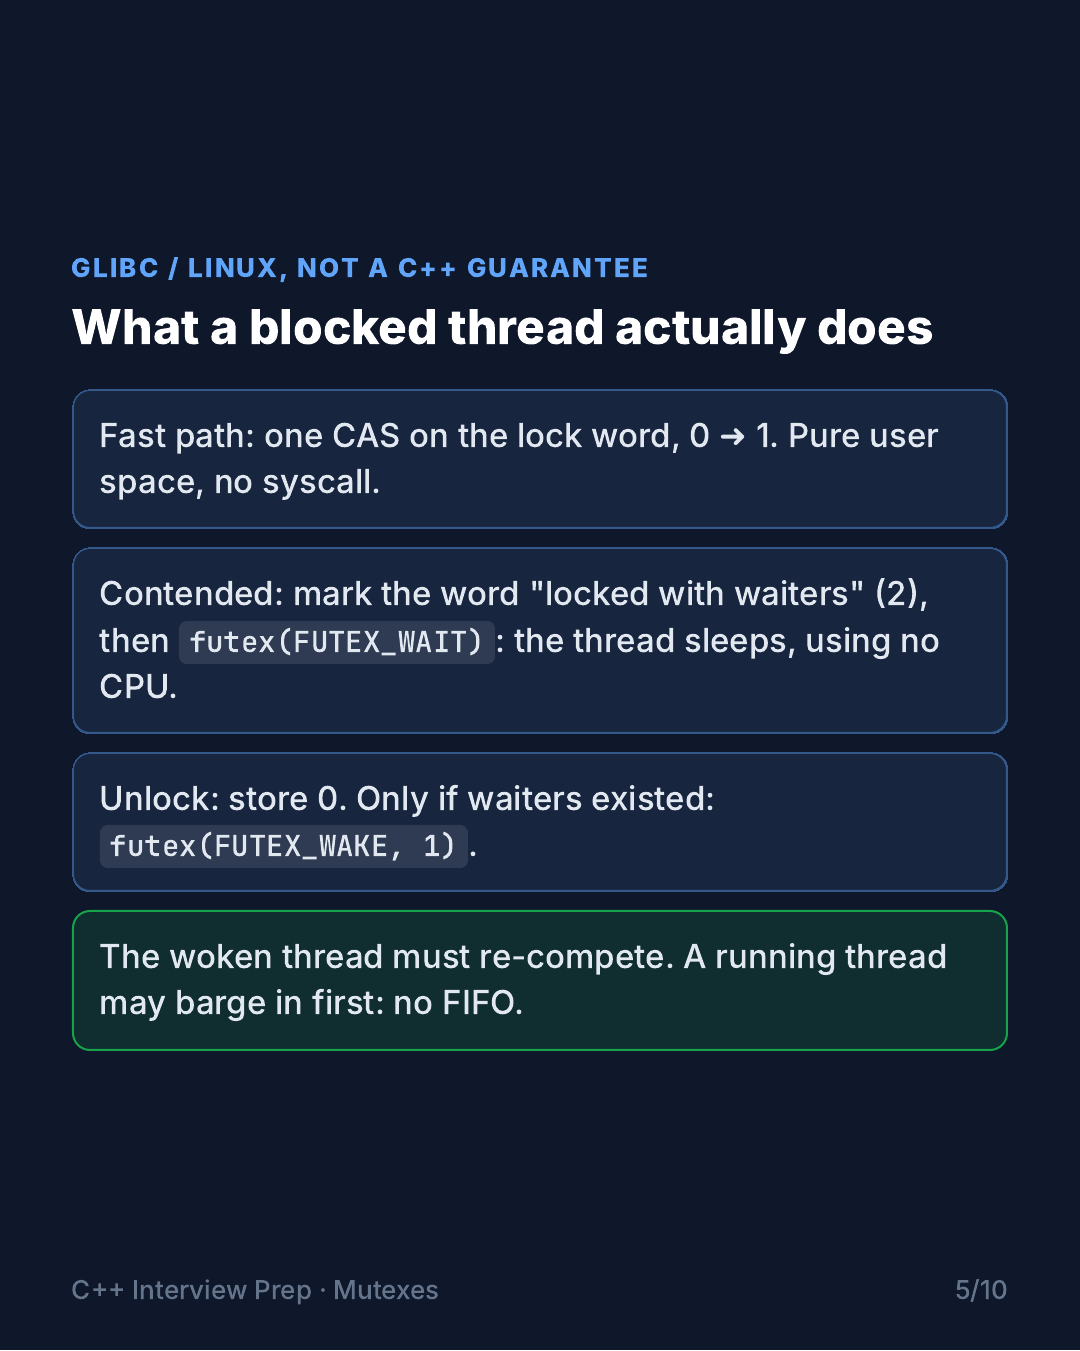 GLIBC / LINUX, NOT A C++ GUARANTEE
What a blocked thread actually does
Fast path: one CAS on the lock word, 0 → 1. Pure user
space, no syscall.
Contended: mark the word "locked with waiters" (2),
then futex(FUTEX_WAIT): the thread sleeps, using no
CPU.
Unlock: store 0. Only if waiters existed:
futex(FUTEX_WAKE, 1).
The woken thread must re-compete. A running thread
may barge in first: no FIFO.
C++ Interview Prep · Mutexes
5/10